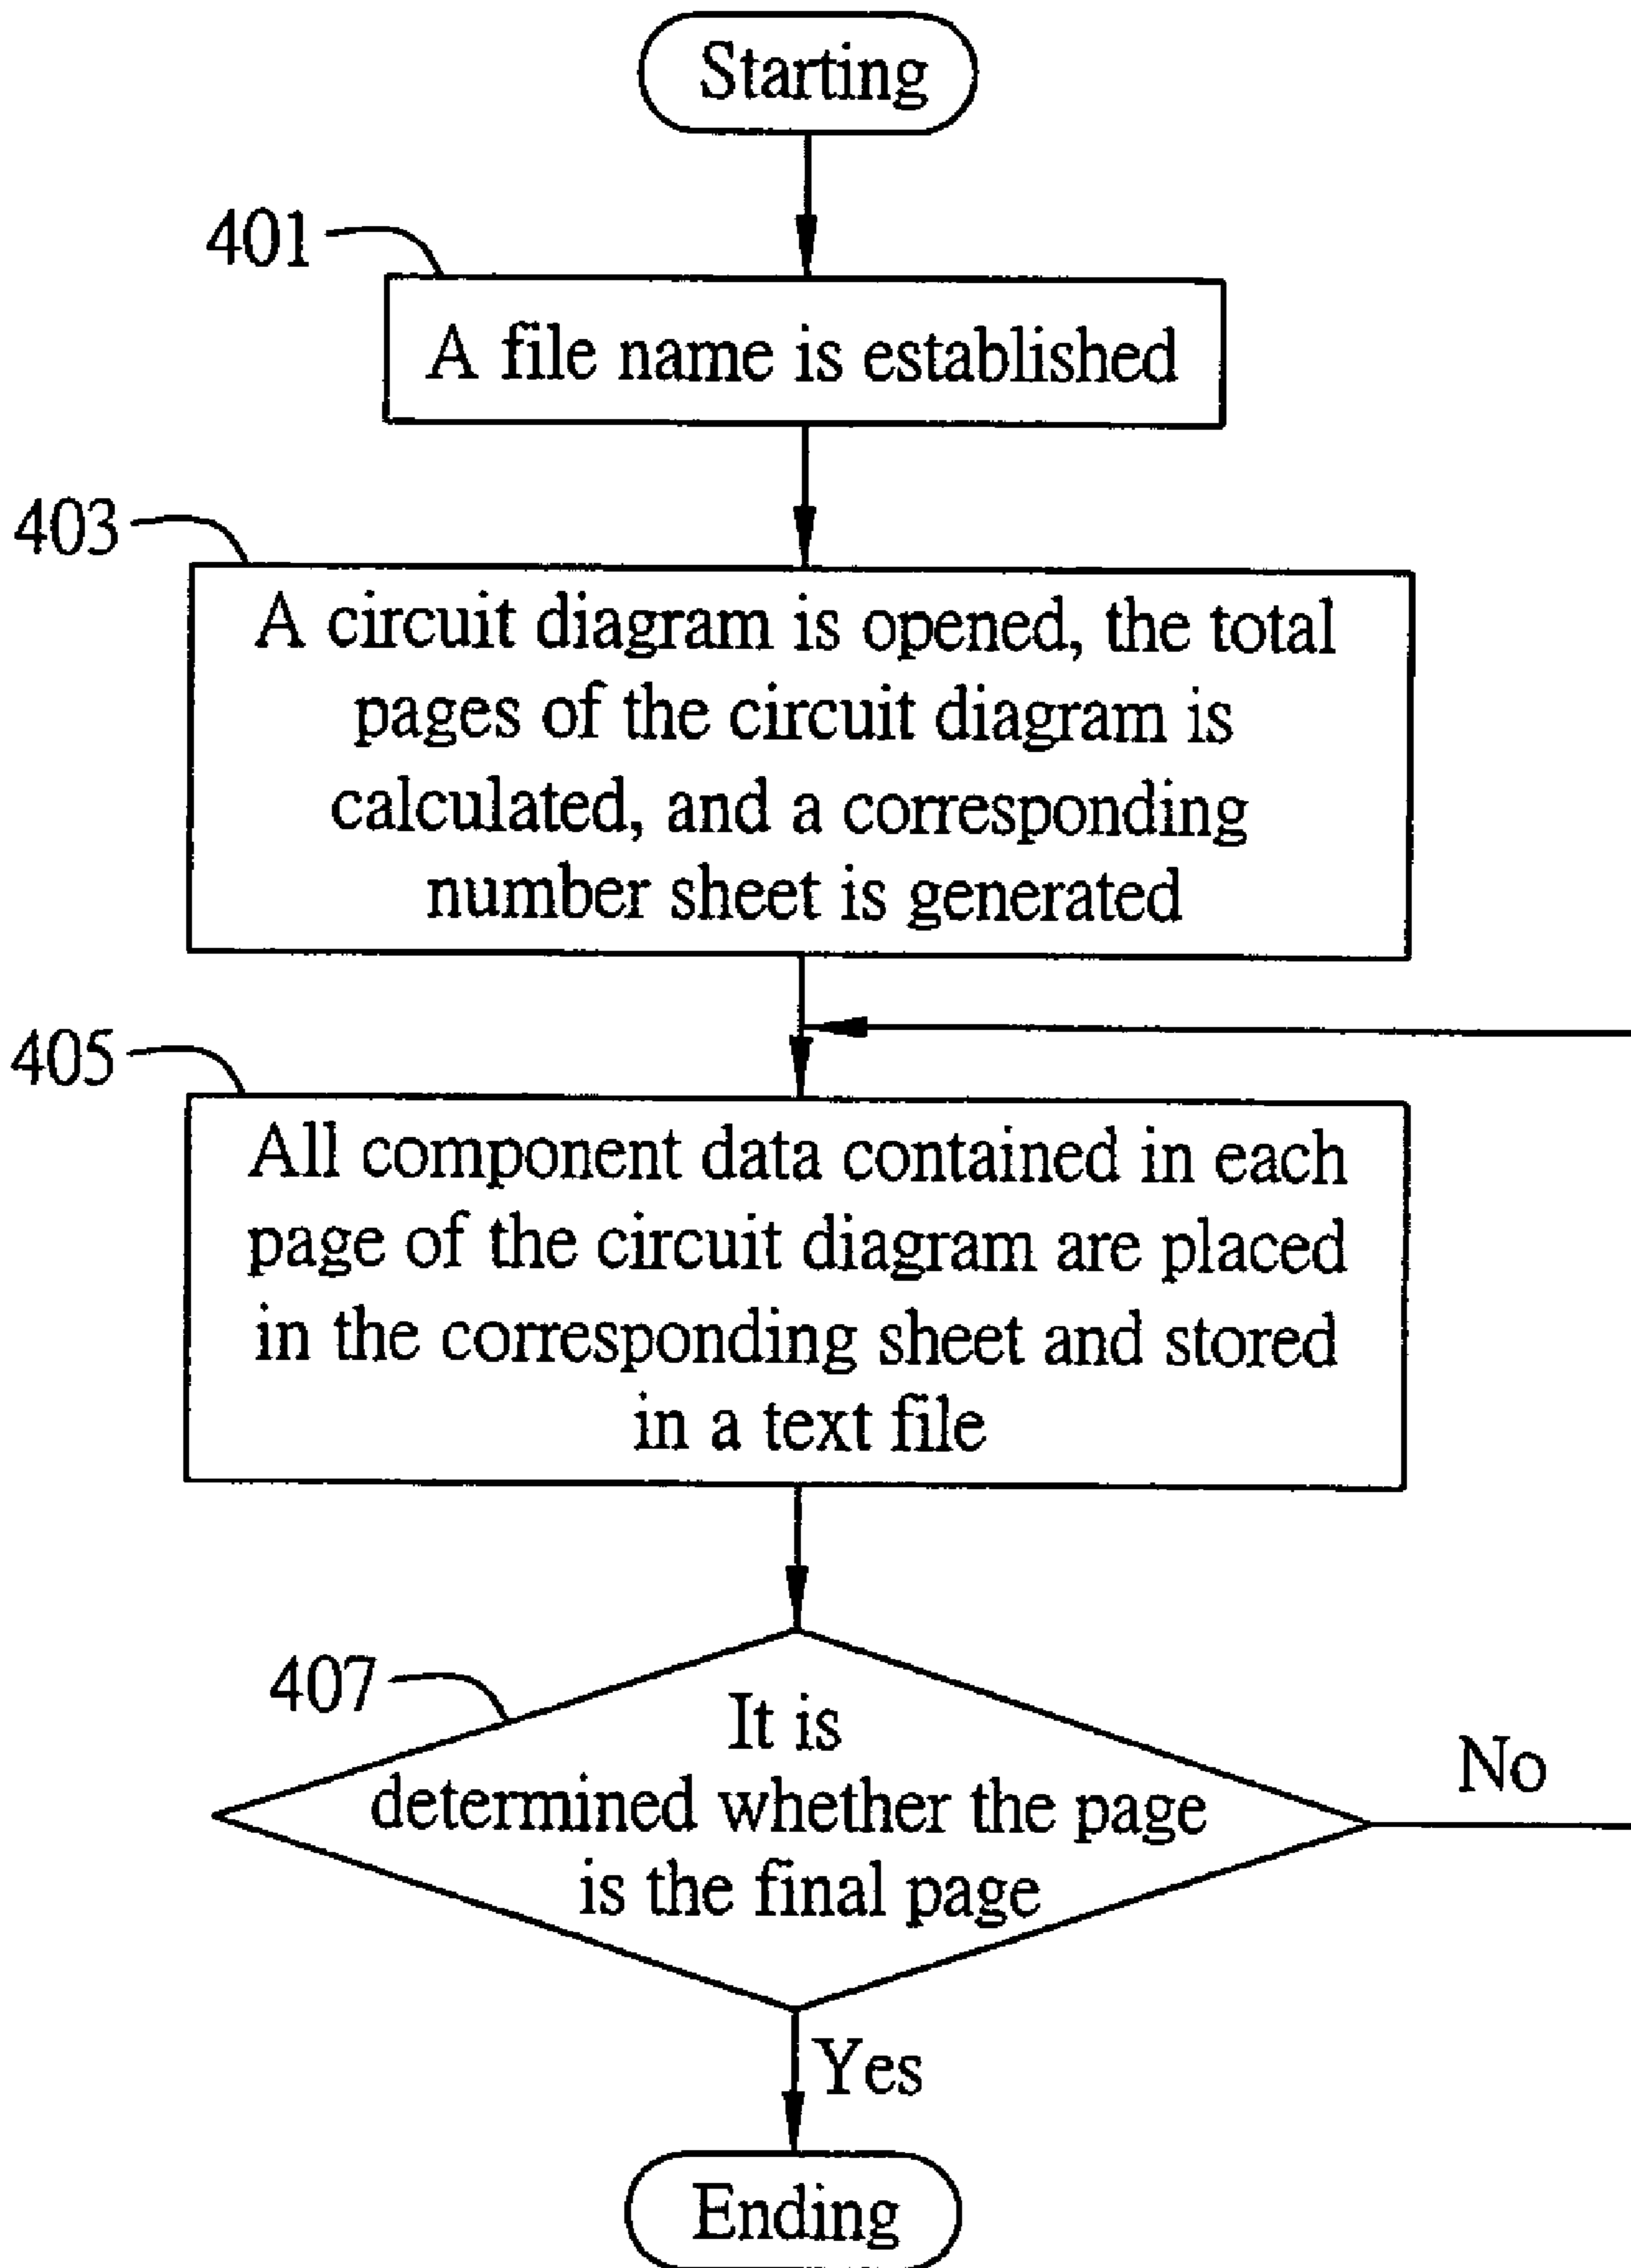 Starting
401
A file name is established
403
A circuit diagram is opened, the total
pages of the circuit diagram is
calculated, and a corresponding
number sheet is generated
405
All component data contained in each
page of the circuit diagram are placed
in the corresponding sheet and stored
in a text file
407
It is
determined whether the page
is the final page
No
Yes
Ending